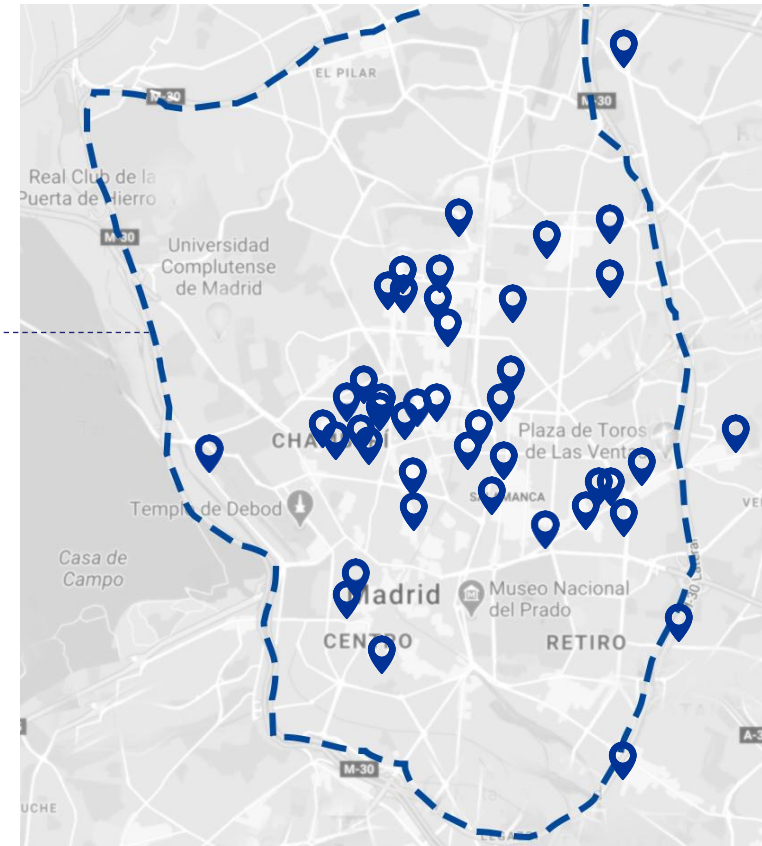 EL PILAR
M-30
M-30
Real Club de la
Puerta de Hierro
M-30
Universidad
Complutense
de Madrid
Plaza de Toros
de Las Ventas
SALAMANCA
Templo de Debod
Casa de
Campo
M-30 Lateral
Madrid
Museo Nacional
del Prado
CENTRO
RETIRO
A-3
M-30